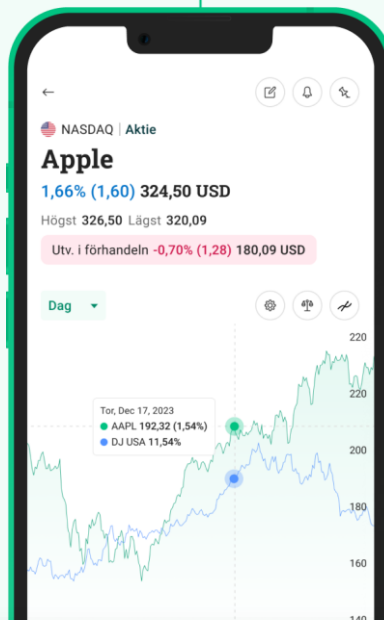 NASDAQ | Aktie
Apple
1,66% (1,60) 324,50 USD
Högst 326,50 Lägst 320,09
Utv. i förhandeln -0,70% (1,28) 180,09 USD
Dag
220
Tor, Dec 17, 2023
AAPL 192,32 (1,54%)
DJ USA 11,54%
220
200
180
160
140